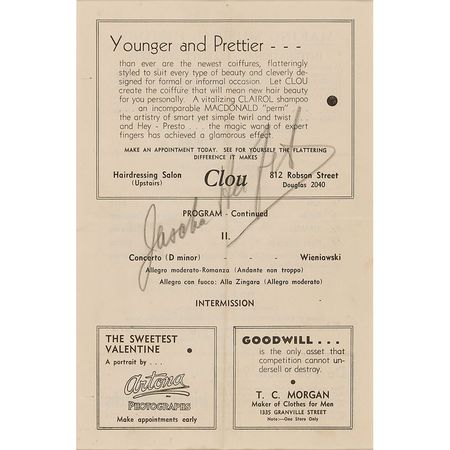 Younger and Prettier - - -
than ever are the newest coiffures, flatteringly
styled to suit every type of beauty and cleverly de-
signed for formal or informal occasion. Let CLOU
create the coiffure that will mean new hair beauty
for you personally. A vitalizing CLAIROL shampoo
. . . an incomparable MACDONALD "perm" . . .
the artistry of smart yet simple twirl and twist . . .
and Hey - Presto . . . the magic wand of expert
fingers has achieved a glamorous effect.
MAKE AN APPOINTMENT TODAY. SEE FOR YOURSELF THE FLATTERING
DIFFERENCE IT MAKES
Hairdressing Salon
(Upstairs)
Clou
812 Robson Street
Douglas 2040
Jascha Heifetz
PROGRAM - Continued
II.
Concerto (D minor) - - - - Wieniawski
Allegro moderato-Romanza (Andante non troppo)
Allegro con fuoco: Alla Zingara (Allegro moderato)
INTERMISSION
THE SWEETEST
VALENTINE
A portrait by . . .
Artona
PHOTOGRAPHS
Make appointments early
GOODWILL . . .
is the only asset that
competition cannot un-
dersell or destroy.
T. C. MORGAN
Maker of Clothes for Men
1335 GRANVILLE STREET
Note:—One Store Only